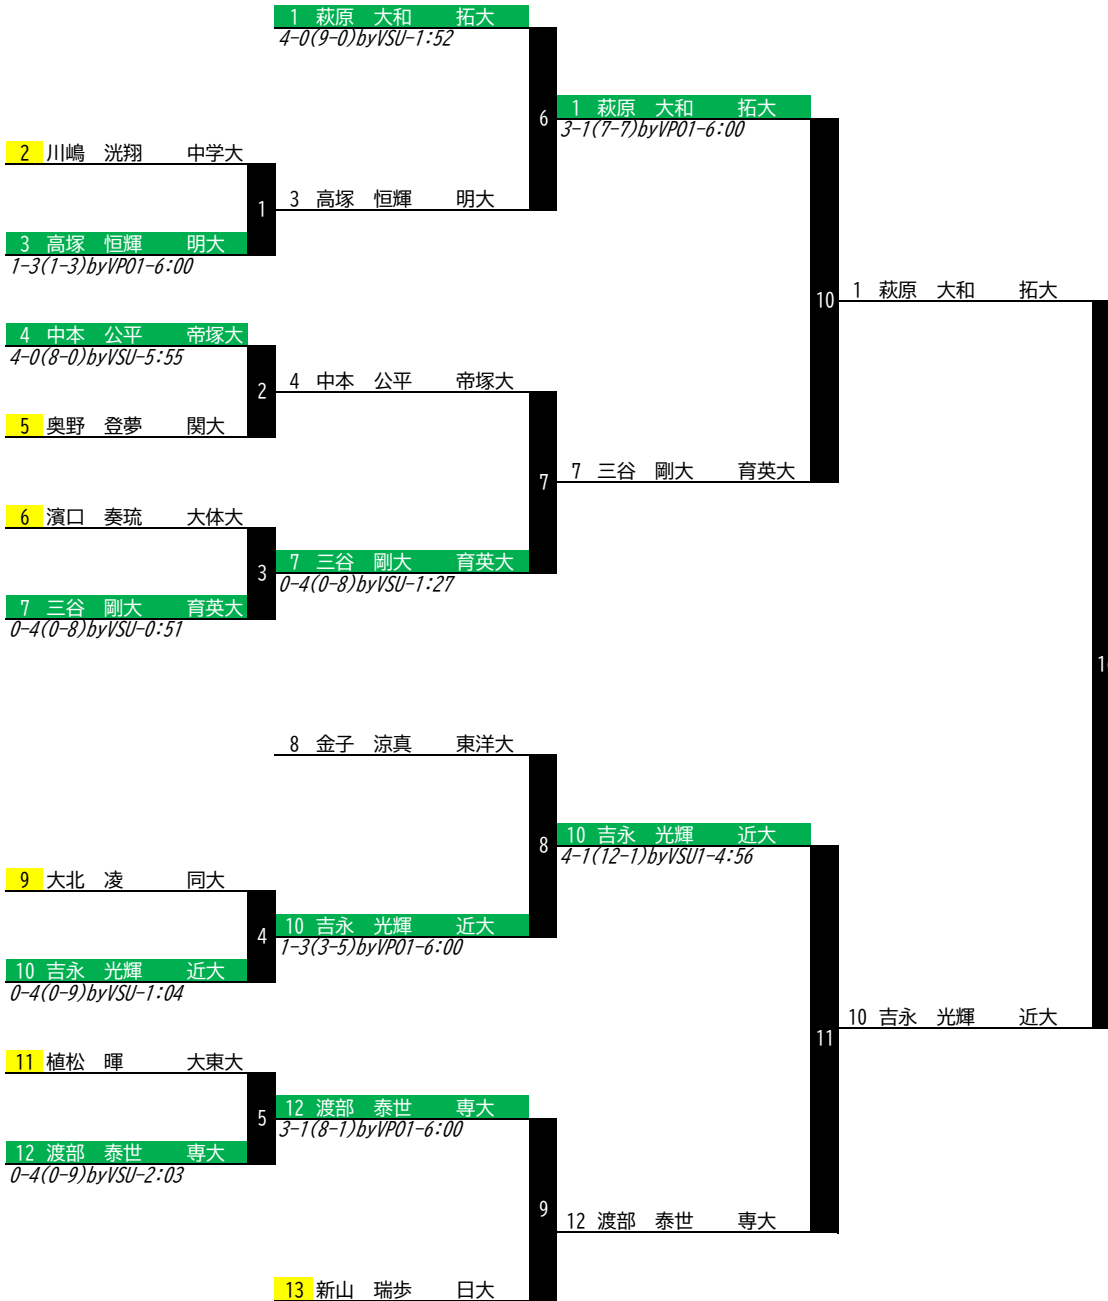 1 萩原 大和 拓大
4-0(9-0)byVSU-1:52
6
1 萩原 大和 拓大
3-1(7-7)byVPO1-6:00
2 川嶋 洸翔 中学大
1
3 高塚 恒輝 明大
3 高塚 恒輝 明大
1-3(1-3)byVPO1-6:00
10
1 萩原 大和 拓大
4 中本 公平 帝塚大
4-0(8-0)byVSU-5:55
2
4 中本 公平 帝塚大
5 奥野 登夢 関大
7
7 三谷 剛大 育英大
6 濱口 奏琉 大体大
3
7 三谷 剛大 育英大
0-4(0-8)byVSU-1:27
7 三谷 剛大 育英大
0-4(0-8)byVSU-0:51
8 金子 涼真 東洋大
8
10 吉永 光輝 近大
4-1(12-1)byVSU1-4:56
9 大北 凌 同大
4
10 吉永 光輝 近大
1-3(3-5)byVPO1-6:00
10 吉永 光輝 近大
0-4(0-9)byVSU-1:04
11
10 吉永 光輝 近大
11 植松 暉 大東大
5
12 渡部 泰世 専大
3-1(8-1)byVPO1-6:00
12 渡部 泰世 専大
0-4(0-9)byVSU-2:03
9
12 渡部 泰世 専大
13 新山 瑞歩 日大